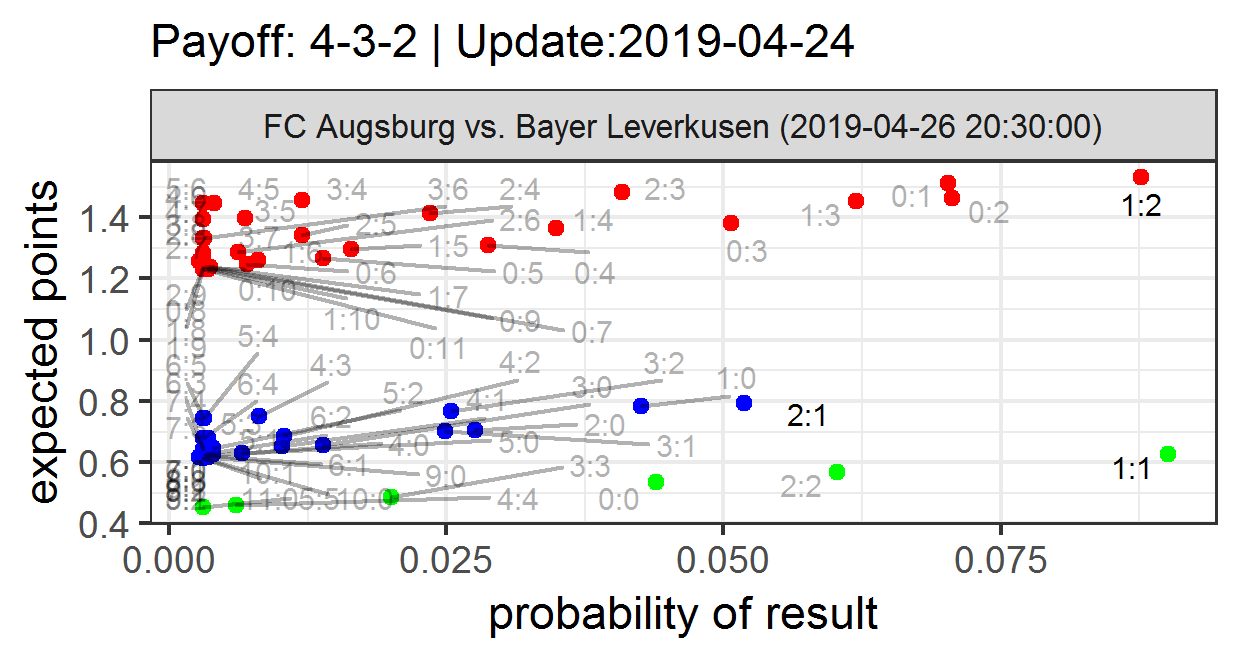 Payoff: 4-3-2 | Update:2019-04-24
FC Augsburg vs. Bayer Leverkusen (2019-04-26 20:30:00)
expected points
1.4
1.2
1.0
0.8
0.6
0.4
4:5 3:4 3:6 2:4 2:3 0:1 1:2
3:5 2:5 2:6 1:4 1:3 0:2
3:7 1:6 1:5 0:3
0:6 0:5 0:4
0:10 1:7
1:10 0:9 0:7
0:11
5:4
4:3 4:2 3:2 1:0
6:4 5:2 4:1 3:0
6:2 2:0 2:1
5:3 4:0 5:0 3:1
10:1 6:1 9:0 3:3 1:1
11:0 5:5 10:0 4:4 0:0 2:2
0.000 0.025 0.050 0.075
probability of result